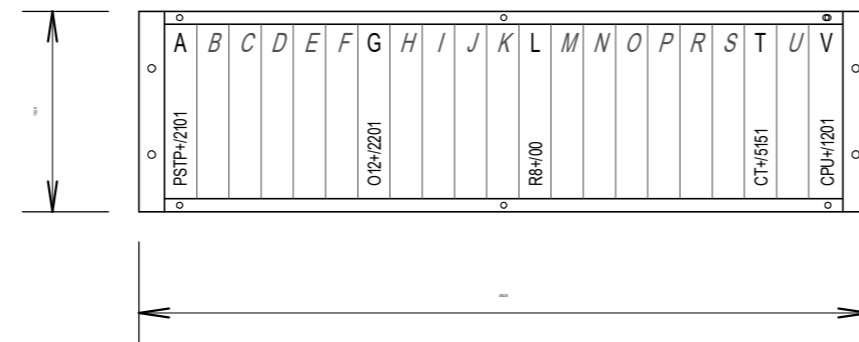 A B C D E F G H I J K L M N O P R S T U V
PSTP+/2101
O12+/2201
R8+/00
CT+/5151
CPU+/1201